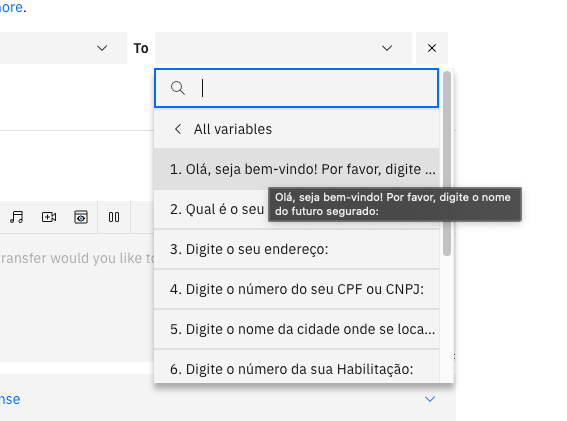 ore.
To
All variables
1. Olá, seja bem-vindo! Por favor, digite ...
Olá, seja bem-vindo! Por favor, digite o nome
do futuro segurado:
2. Qual é o seu
3. Digite o seu endereço:
ransfer would you like to
4. Digite o número do seu CPF ou CNPJ:
5. Digite o nome da cidade onde se loca...
6. Digite o número da sua Habilitação:
nse